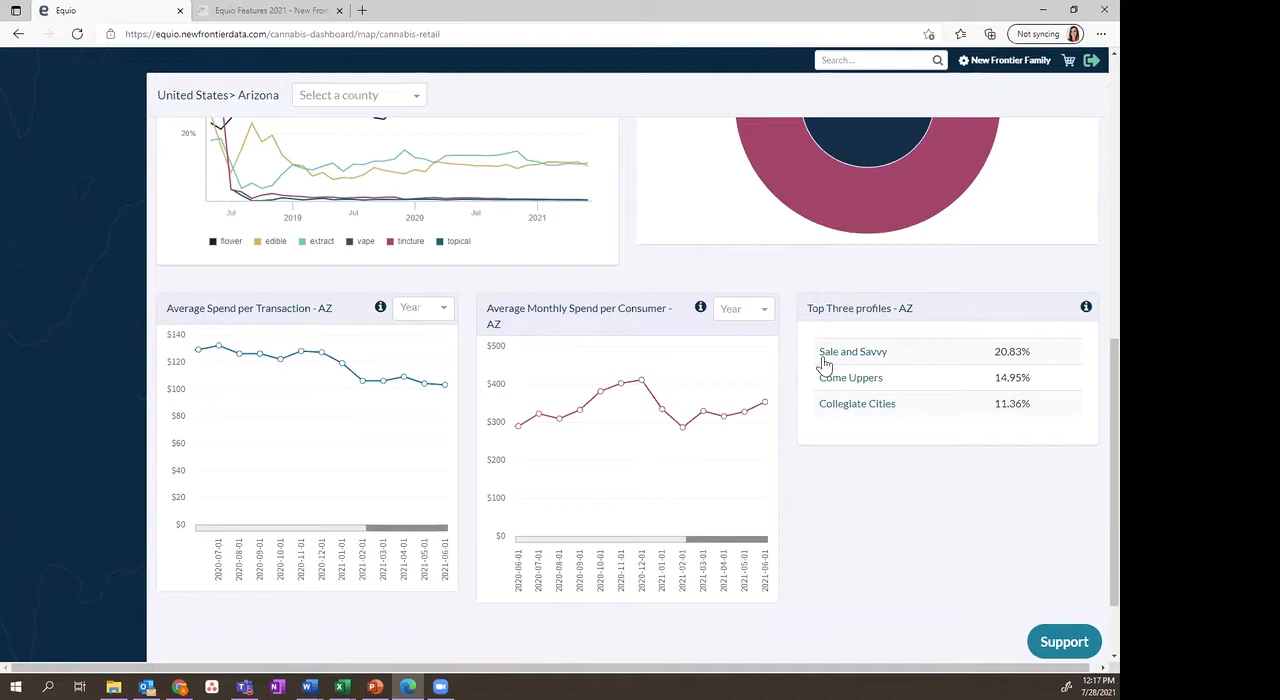 Equio
Equio Features 2021 - New Fron
https://equio.newfrontierdata.com/cannabis-dashboard/map/cannabis-retail
Not syncing
Search ...
New Frontier Family
United States> Arizona
Select a county
20%
Jul
2019
Jul
2020
Jul
2021
flower
edible
extract
vape
tincture
topical
Average Spend per Transaction - AZ
Year
$140
$120
$100
$80
$60
$40
$20
$0
2020-07-01
2020-08-01
2020-09-01
2020-10-01
2020-11-01
2020-12-01
2021-01-01
2021-02-01
2021-03-01
2021-04-01
2021-05-01
2021-06-01
Average Monthly Spend per Consumer -
AZ
Year
$500
$400
$300
$200
$100
$0
2020-06-01
2020-07-01
2020-08-01
2020-09-01
2020-10-01
2020-11-01
2020-12-01
2021-01-01
2021-02-01
2021-03-01
2021-04-01
2021-05-01
2021-06-01
Top Three profiles - AZ
Sale and Savvy 20.83%
Come Uppers 14.95%
Collegiate Cities 11.36%
Support
12:17 PM
7/28/2021